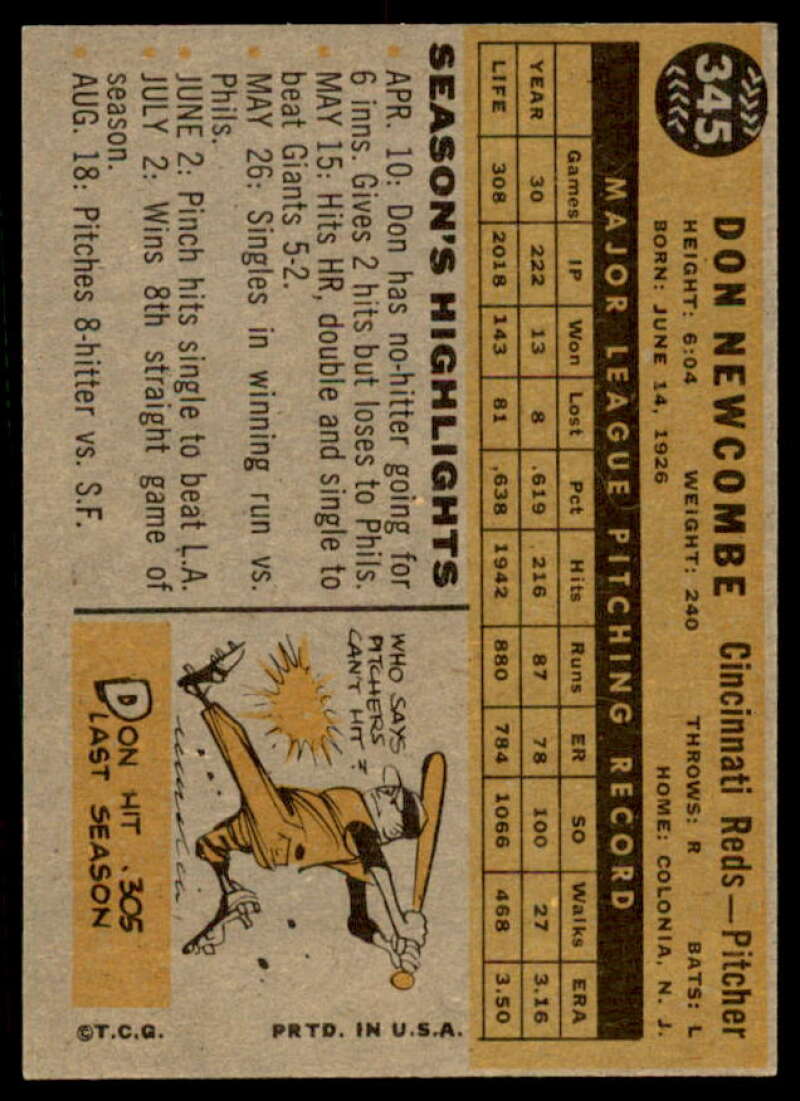 345
DON NEWCOMBE Cincinnati Reds—Pitcher
HEIGHT: 6:04 WEIGHT: 240 THROWS: R BATS: L
BORN: JUNE 14, 1926 HOME: COLONIA, N. J.
MAJOR LEAGUE PITCHING RECORD
Games IP Won Lost Pct Hits Runs ER SO Walks ERA
YEAR 30 222 13 8 .619 216 87 78 100 27 3.16
LIFE 308 2018 143 81 .638 1942 880 784 1066 468 3.50
SEASON'S HIGHLIGHTS
• APR. 10: Don has no-hitter going for
6 inns. Gives 2 hits but loses to Phils.
• MAY 15: Hits HR, double and single to
beat Giants 5-2.
• MAY 26: Singles in winning run vs.
Phils.
• JUNE 2: Pinch hits single to beat L.A.
• JULY 2: Wins 8th straight game of
season.
• AUG. 18: Pitches 8-hitter vs. S.F.
WHO SAYS
PITCHERS
CAN'T HIT?
DON HIT .305
LAST SEASON
©T.C.G. PRTD. IN U.S.A.